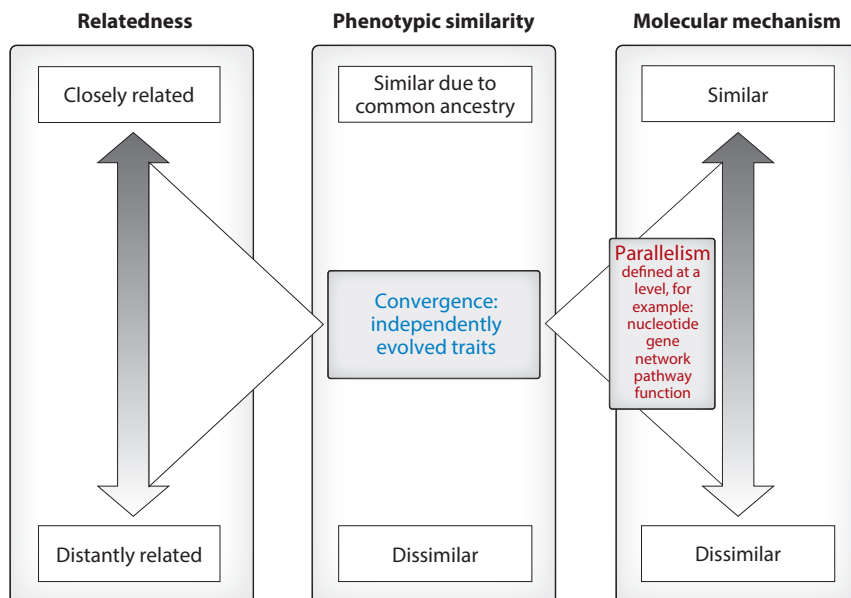 Relatedness
Closely related
Distantly related
Phenotypic similarity
Similar due to
common ancestry
Convergence:
independently
evolved traits
Dissimilar
Molecular mechanism
Similar
Parallelism
defined at a
level, for
example:
nucleotide
gene
network
pathway
function
Dissimilar